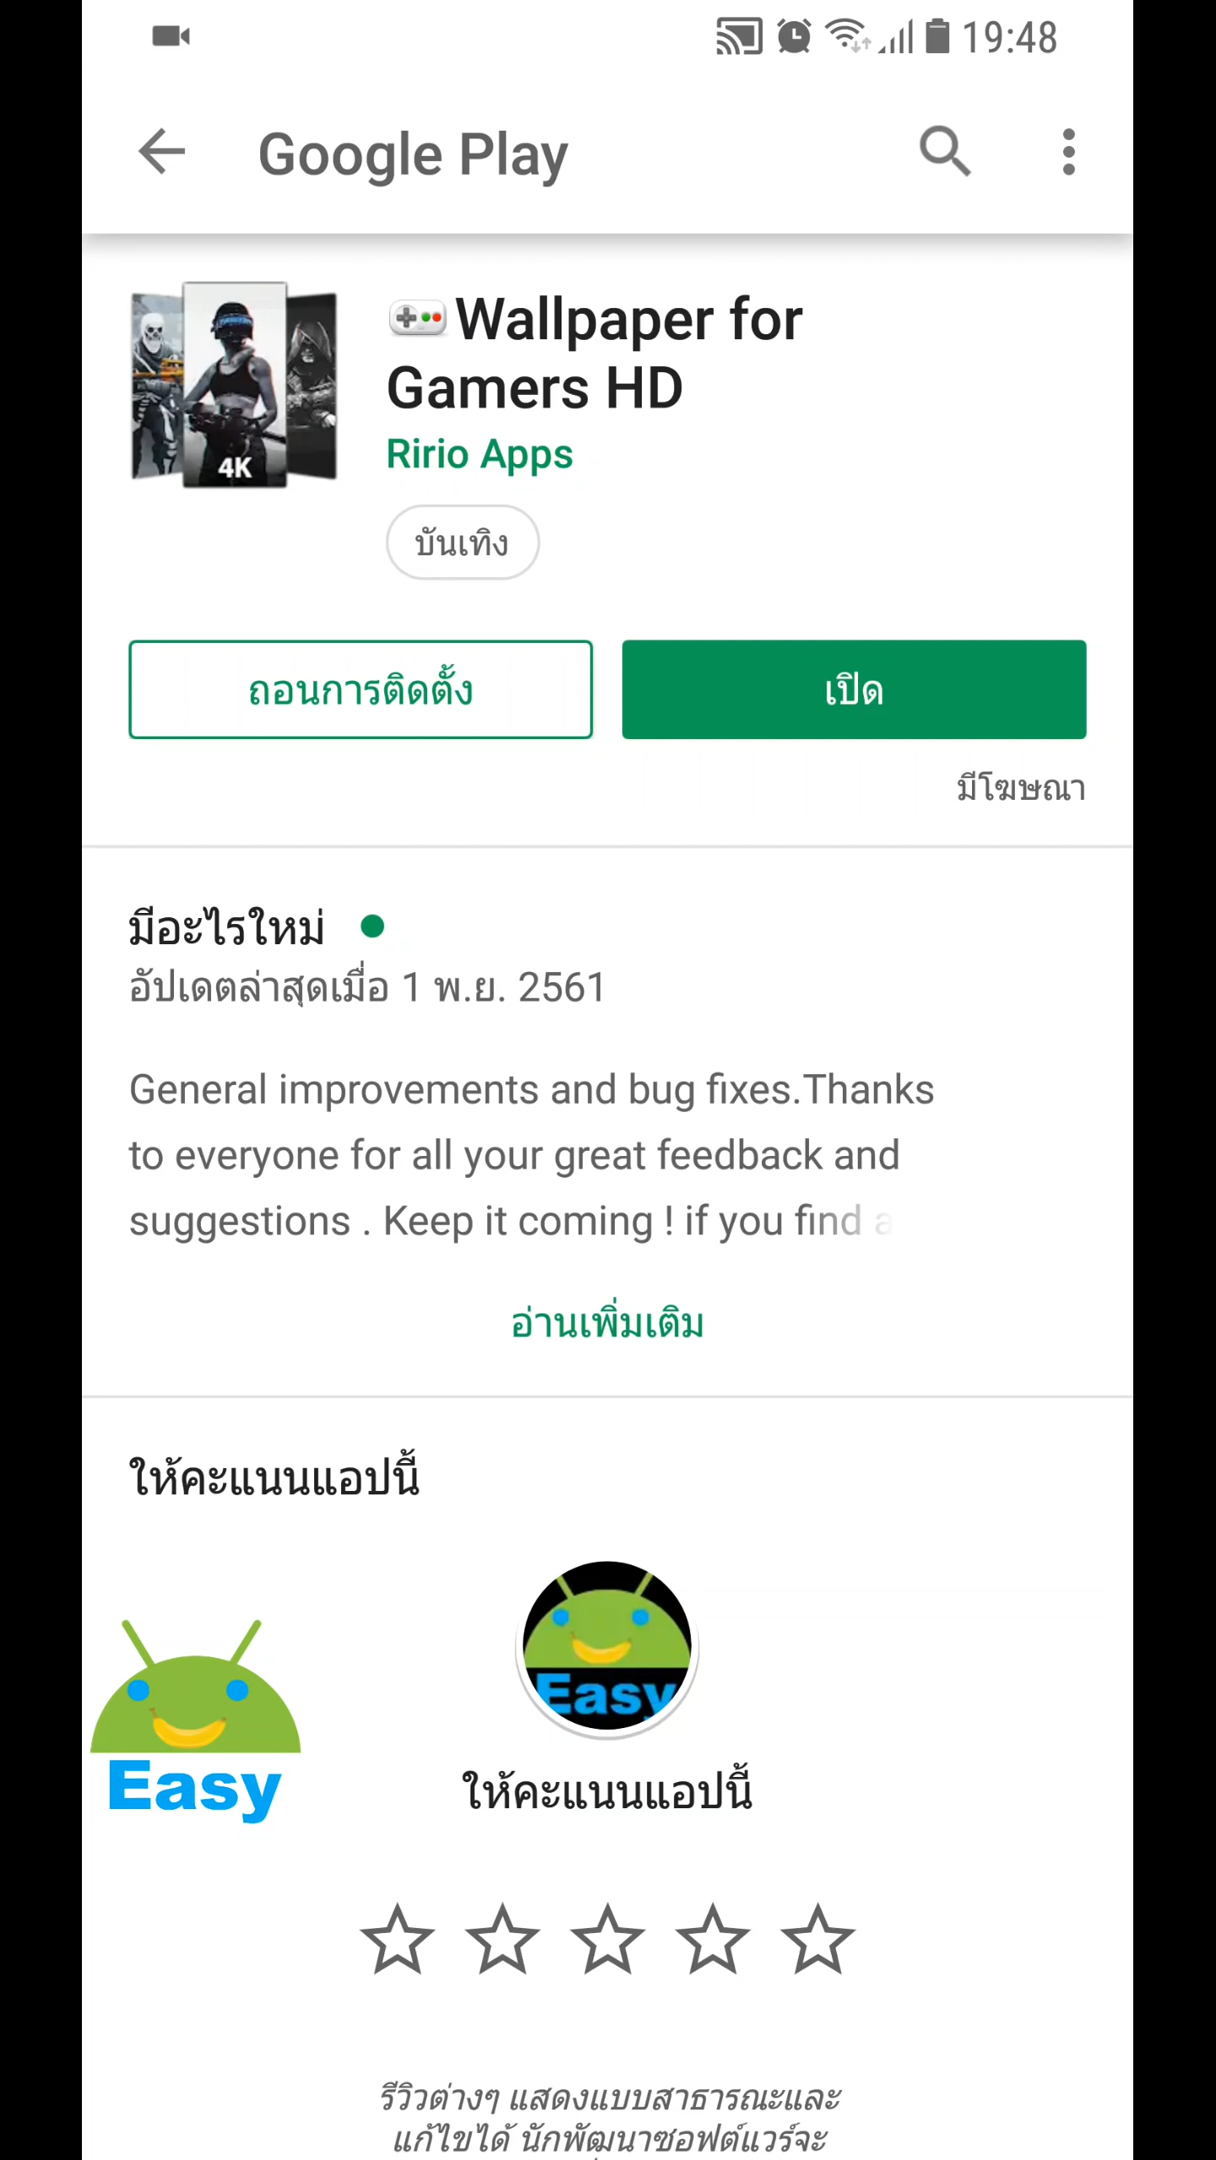 19:48
Google Play
Wallpaper for
Gamers HD
4K
Ririo Apps
บันเทิง
ถอนการติดตั้ง
เปิด
มีโฆษณา
มีอะไรใหม่
อัปเดตล่าสุดเมื่อ 1 พ.ย. 2561
General improvements and bug fixes.Thanks
to everyone for all your great feedback and
suggestions . Keep it coming ! if you find a
อ่านเพิ่มเติม
ให้คะแนนแอปนี้
Easy
Easy
ให้คะแนนแอปนี้
รีวิวต่างๆ แสดงแบบสาธารณะและ
แก้ไขได้ นักพัฒนาซอฟต์แวร์จะ